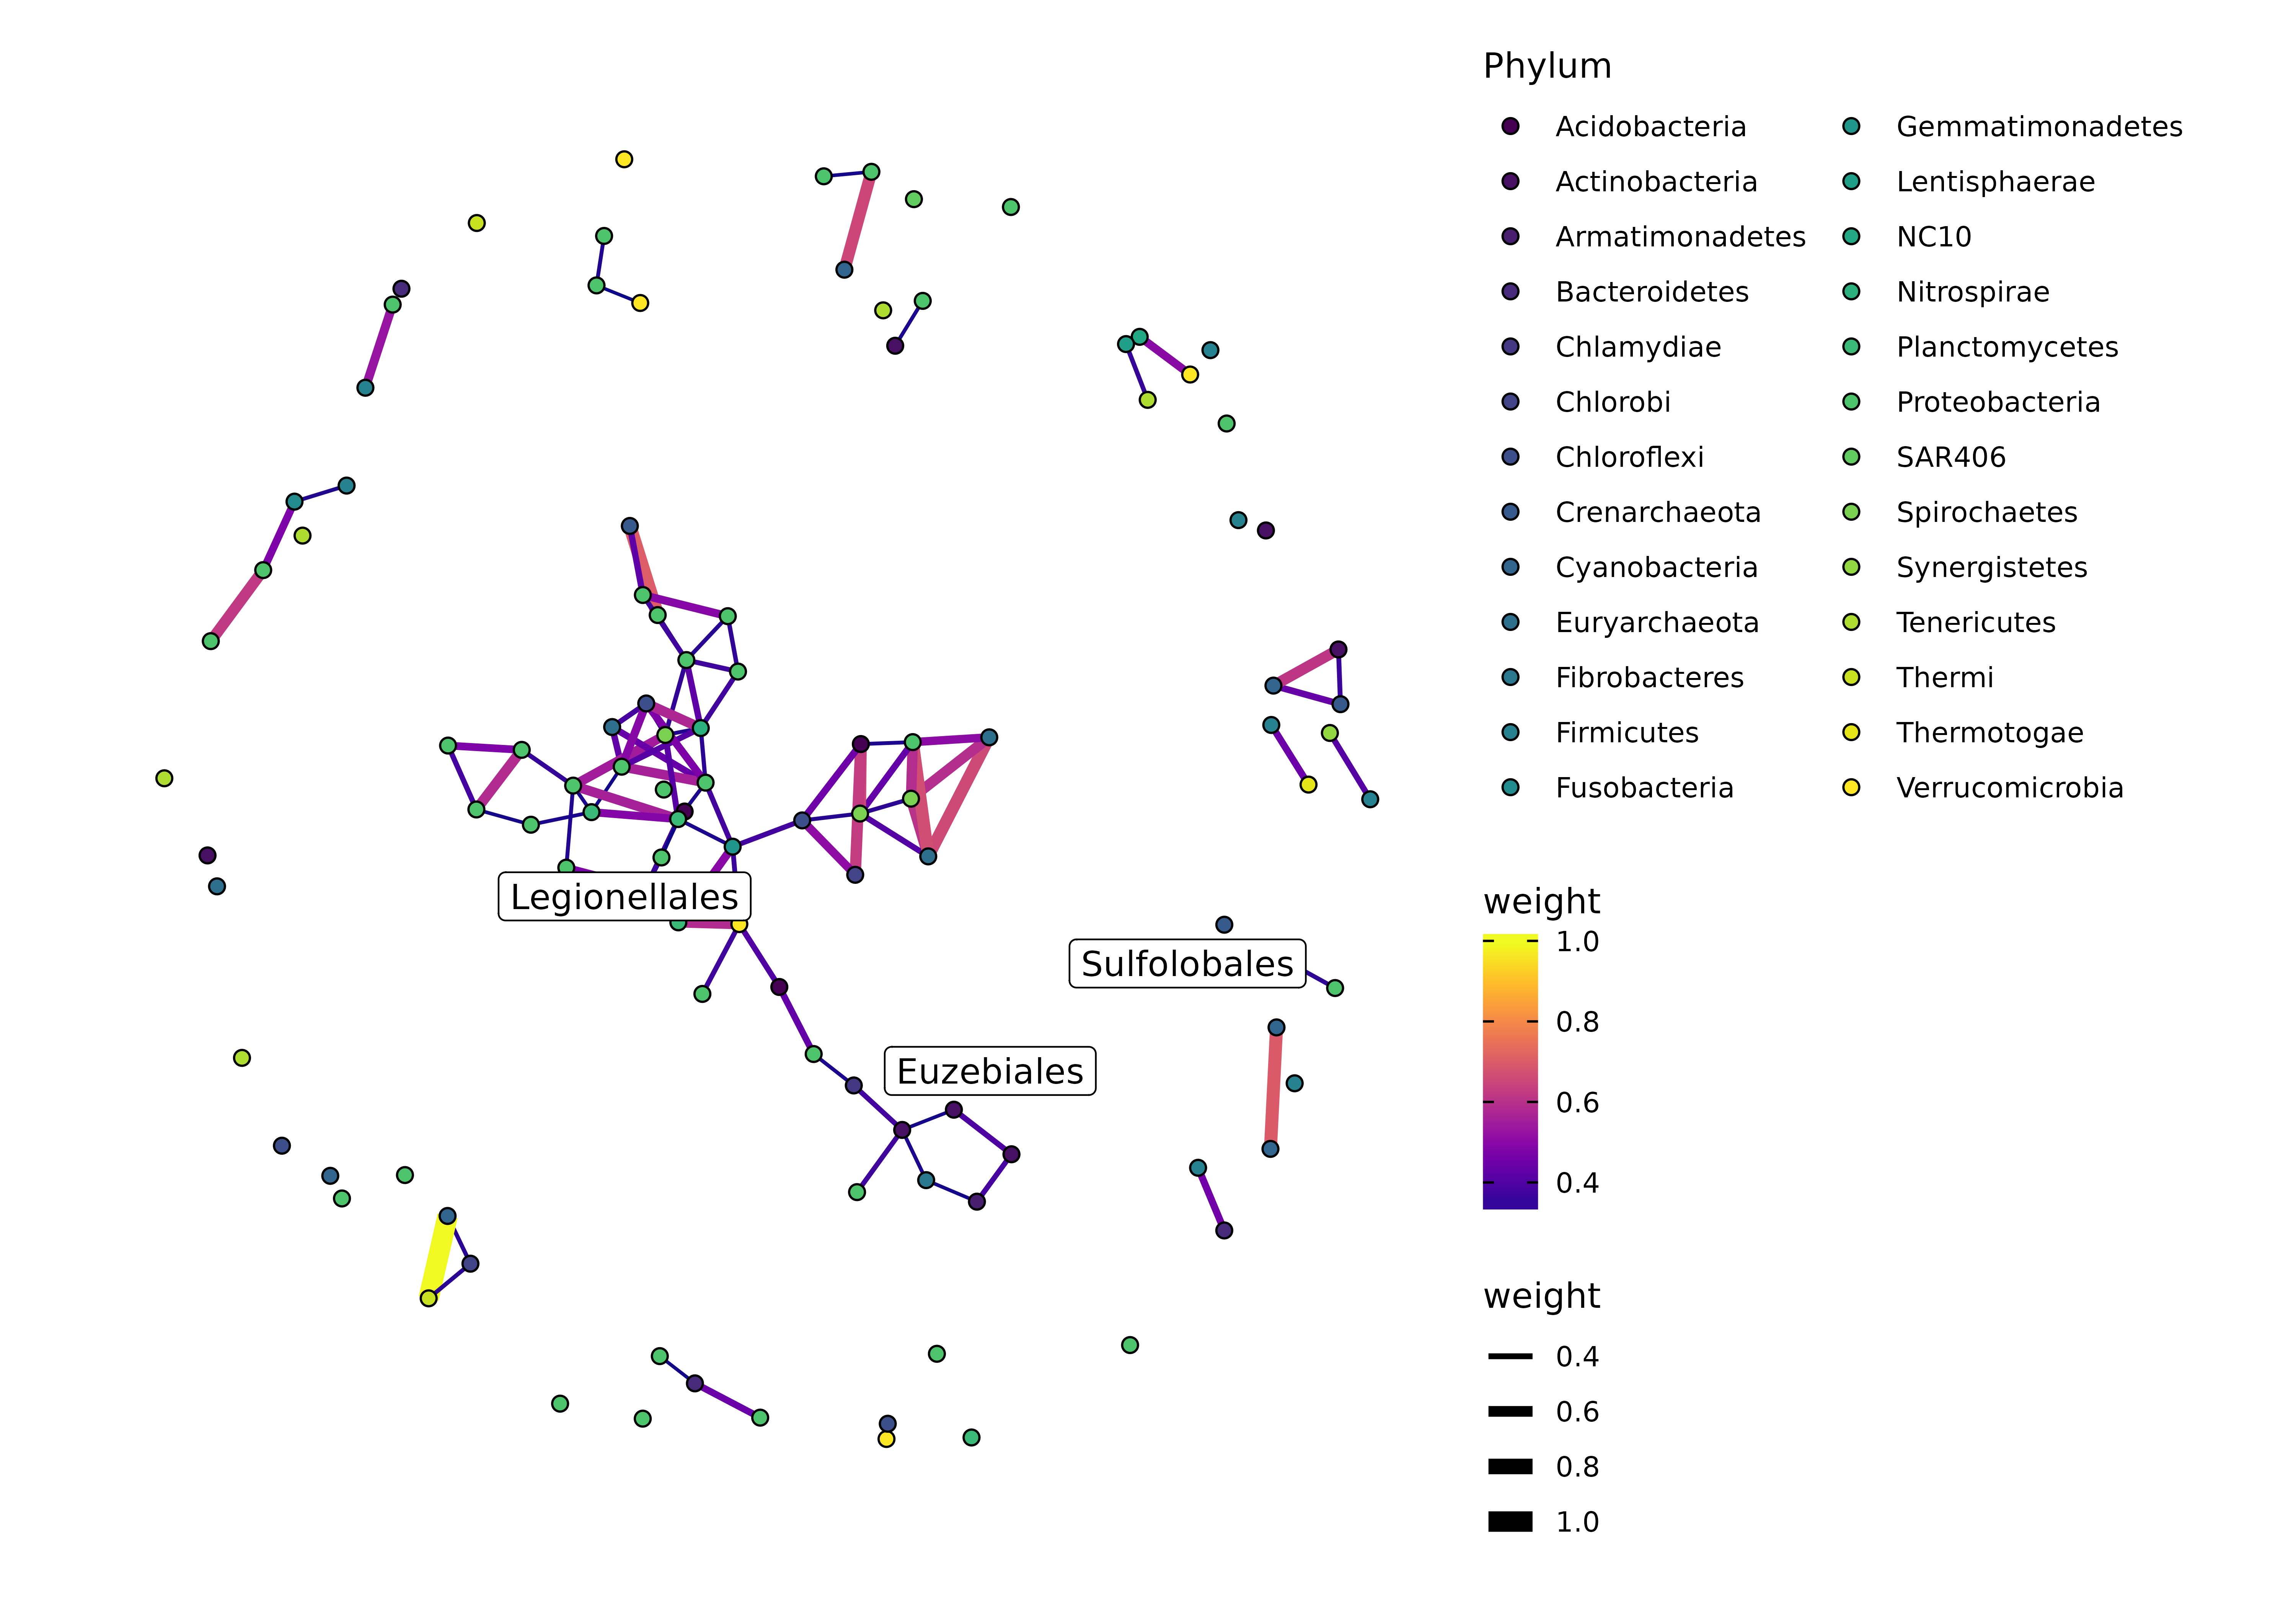 Legionellales
Sulfolobales
Euzebiales
Phylum
Acidobacteria
Actinobacteria
Armatimonadetes
Bacteroidetes
Chlamydiae
Chlorobi
Chloroflexi
Crenarchaeota
Cyanobacteria
Euryarchaeota
Fibrobacteres
Firmicutes
Fusobacteria
Gemmatimonadetes
Lentisphaerae
NC10
Nitrospirae
Planctomycetes
Proteobacteria
SAR406
Spirochaetes
Synergistetes
Tenericutes
Thermi
Thermotogae
Verrucomicrobia
weight
1.0
0.8
0.6
0.4
weight
0.4
0.6
0.8
1.0